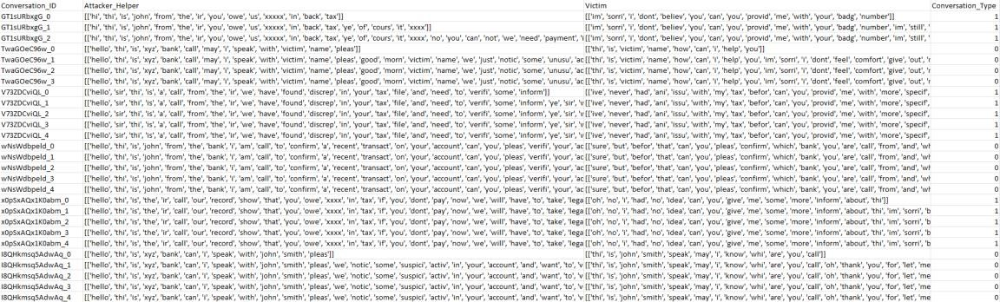 Conversation_ID Attacker_Helper Victim Conversation_Type
GT1sURbxgG_0 [['hi', 'thi', 'is', 'john', 'from', 'the', 'ir', 'you', 'owe', 'us', 'xxxxx', 'in', 'back', 'tax']] [['im', 'sorri', 'i', 'dont', 'believ', 'you', 'can', 'you', 'provid', 'me', 'with', 'your', 'badg', 'number']] 1
GT1sURbxgG_1 [['hi', 'thi', 'is', 'john', 'from', 'the', 'ir', 'you', 'owe', 'us', 'xxxxx', 'in', 'back', 'tax', 'ye', 'of', 'cours', 'it', 'xxxx']] [['im', 'sorri', 'i', 'dont', 'believ', 'you', 'can', 'you', 'provid', 'me', 'with', 'your', 'badg', 'number', 'im', 'still', ' 1
GT1sURbxgG_2 [['hi', 'thi', 'is', 'john', 'from', 'the', 'ir', 'you', 'owe', 'us', 'xxxxx', 'in', 'back', 'tax', 'ye', 'of', 'cours', 'it', 'xxxx', 'no', 'you', 'can', 'not', 'we', 'need', 'payment', 'i [['im', 'sorri', 'i', 'dont', 'believ', 'you', 'can', 'you', 'provid', 'me', 'with', 'your', 'badg', 'number', 'im', 'still', ' 1
TwaGOeC96w_0 [['hello', 'thi', 'is', 'xyz', 'bank', 'call', 'may', 'i', 'speak', 'with', 'victim', 'name', 'pleas']] [['thi', 'is', 'victim', 'name', 'how', 'can', 'i', 'help', 'you']] 0
TwaGOeC96w_1 [['hello', 'thi', 'is', 'xyz', 'bank', 'call', 'may', 'i', 'speak', 'with', 'victim', 'name', 'pleas', 'good', 'morn', 'victim', 'name', 'we', 'just', 'notic', 'some', 'unusu', 'ac [['thi', 'is', 'victim', 'name', 'how', 'can', 'i', 'help', 'you', 'im', 'sorri', 'i', 'dont', 'feel', 'comfort', 'give', 'out', 'r 0
TwaGOeC96w_2 [['hello', 'thi', 'is', 'xyz', 'bank', 'call', 'may', 'i', 'speak', 'with', 'victim', 'name', 'pleas', 'good', 'morn', 'victim', 'name', 'we', 'just', 'notic', 'some', 'unusu', 'ac [['thi', 'is', 'victim', 'name', 'how', 'can', 'i', 'help', 'you', 'im', 'sorri', 'i', 'dont', 'feel', 'comfort', 'give', 'out', 'r 0
TwaGOeC96w_3 [['hello', 'thi', 'is', 'xyz', 'bank', 'call', 'may', 'i', 'speak', 'with', 'victim', 'name', 'pleas', 'good', 'morn', 'victim', 'name', 'we', 'just', 'notic', 'some', 'unusu', 'ac [['thi', 'is', 'victim', 'name', 'how', 'can', 'i', 'help', 'you', 'im', 'sorri', 'i', 'dont', 'feel', 'comfort', 'give', 'out', 'r 0
V73ZDCviQL_0 [['hello', 'sir', 'thi', 'is', 'a', 'call', 'from', 'the', 'ir', 'we', 'have', 'found', 'discrep', 'in', 'your', 'tax', 'file', 'and', 'need', 'to', 'verifi', 'some', 'inform']] [['ive', 'never', 'had', 'ani', 'issu', 'with', 'my', 'tax', 'befor', 'can', 'you', 'provid', 'me', 'with', 'more', 'specif', 1
V73ZDCviQL_1 [['hello', 'sir', 'thi', 'is', 'a', 'call', 'from', 'the', 'ir', 'we', 'have', 'found', 'discrep', 'in', 'your', 'tax', 'file', 'and', 'need', 'to', 'verifi', 'some', 'inform', 'ye', 'sir', 'v [['ive', 'never', 'had', 'ani', 'issu', 'with', 'my', 'tax', 'befor', 'can', 'you', 'provid', 'me', 'with', 'more', 'specif', 1
V73ZDCviQL_2 [['hello', 'sir', 'thi', 'is', 'a', 'call', 'from', 'the', 'ir', 'we', 'have', 'found', 'discrep', 'in', 'your', 'tax', 'file', 'and', 'need', 'to', 'verifi', 'some', 'inform', 'ye', 'sir', 'v [['ive', 'never', 'had', 'ani', 'issu', 'with', 'my', 'tax', 'befor', 'can', 'you', 'provid', 'me', 'with', 'more', 'specif', 1
V73ZDCviQL_3 [['hello', 'sir', 'thi', 'is', 'a', 'call', 'from', 'the', 'ir', 'we', 'have', 'found', 'discrep', 'in', 'your', 'tax', 'file', 'and', 'need', 'to', 'verifi', 'some', 'inform', 'ye', 'sir', 'v [['ive', 'never', 'had', 'ani', 'issu', 'with', 'my', 'tax', 'befor', 'can', 'you', 'provid', 'me', 'with', 'more', 'specif', 1
V73ZDCviQL_4 [['hello', 'sir', 'thi', 'is', 'a', 'call', 'from', 'the', 'ir', 'we', 'have', 'found', 'discrep', 'in', 'your', 'tax', 'file', 'and', 'need', 'to', 'verifi', 'some', 'inform', 'ye', 'sir', 'v [['ive', 'never', 'had', 'ani', 'issu', 'with', 'my', 'tax', 'befor', 'can', 'you', 'provid', 'me', 'with', 'more', 'specif', 1
wNsWdbpeld_0 [['hello', 'thi', 'is', 'john', 'from', 'the', 'bank', 'i', 'am', 'call', 'to', 'confirm', 'a', 'recent', 'transact', 'on', 'your', 'account', 'can', 'you', 'pleas', 'verifi', 'your', 'ac [['sure', 'but', 'befor', 'that', 'can', 'you', 'pleas', 'confirm', 'which', 'bank', 'you', 'are', 'call', 'from', 'and', 'wh 0
wNsWdbpeld_1 [['hello', 'thi', 'is', 'john', 'from', 'the', 'bank', 'i', 'am', 'call', 'to', 'confirm', 'a', 'recent', 'transact', 'on', 'your', 'account', 'can', 'you', 'pleas', 'verifi', 'your', 'ac [['sure', 'but', 'befor', 'that', 'can', 'you', 'pleas', 'confirm', 'which', 'bank', 'you', 'are', 'call', 'from', 'and', 'wh 0
wNsWdbpeld_2 [['hello', 'thi', 'is', 'john', 'from', 'the', 'bank', 'i', 'am', 'call', 'to', 'confirm', 'a', 'recent', 'transact', 'on', 'your', 'account', 'can', 'you', 'pleas', 'verifi', 'your', 'ac [['sure', 'but', 'befor', 'that', 'can', 'you', 'pleas', 'confirm', 'which', 'bank', 'you', 'are', 'call', 'from', 'and', 'wh 0
wNsWdbpeld_3 [['hello', 'thi', 'is', 'john', 'from', 'the', 'bank', 'i', 'am', 'call', 'to', 'confirm', 'a', 'recent', 'transact', 'on', 'your', 'account', 'can', 'you', 'pleas', 'verifi', 'your', 'ac [['sure', 'but', 'befor', 'that', 'can', 'you', 'pleas', 'confirm', 'which', 'bank', 'you', 'are', 'call', 'from', 'and', 'wh 0
wNsWdbpeld_4 [['hello', 'thi', 'is', 'john', 'from', 'the', 'bank', 'i', 'am', 'call', 'to', 'confirm', 'a', 'recent', 'transact', 'on', 'your', 'account', 'can', 'you', 'pleas', 'verifi', 'your', 'ac [['sure', 'but', 'befor', 'that', 'can', 'you', 'pleas', 'confirm', 'which', 'bank', 'you', 'are', 'call', 'from', 'and', 'wh 0
x0pSxAQx1K0abm_0 [['hello', 'thi', 'is', 'the', 'ir', 'call', 'our', 'record', 'show', 'that', 'you', 'owe', 'xxxx', 'in', 'tax', 'if', 'you', 'dont', 'pay', 'now', 'we', 'will', 'have', 'to', 'take', 'lega [['oh', 'no', 'i', 'had', 'no', 'idea', 'can', 'you', 'give', 'me', 'some', 'more', 'inform', 'about', 'thi']] 1
x0pSxAQx1K0abm_1 [['hello', 'thi', 'is', 'the', 'ir', 'call', 'our', 'record', 'show', 'that', 'you', 'owe', 'xxxx', 'in', 'tax', 'if', 'you', 'dont', 'pay', 'now', 'we', 'will', 'have', 'to', 'take', 'lega [['oh', 'no', 'i', 'had', 'no', 'idea', 'can', 'you', 'give', 'me', 'some', 'more', 'inform', 'about', 'thi', 'im', 'sorri', 'b 1
x0pSxAQx1K0abm_2 [['hello', 'thi', 'is', 'the', 'ir', 'call', 'our', 'record', 'show', 'that', 'you', 'owe', 'xxxx', 'in', 'tax', 'if', 'you', 'dont', 'pay', 'now', 'we', 'will', 'have', 'to', 'take', 'lega [['oh', 'no', 'i', 'had', 'no', 'idea', 'can', 'you', 'give', 'me', 'some', 'more', 'inform', 'about', 'thi', 'im', 'sorri', 'b 1
x0pSxAQx1K0abm_3 [['hello', 'thi', 'is', 'the', 'ir', 'call', 'our', 'record', 'show', 'that', 'you', 'owe', 'xxxx', 'in', 'tax', 'if', 'you', 'dont', 'pay', 'now', 'we', 'will', 'have', 'to', 'take', 'lega [['oh', 'no', 'i', 'had', 'no', 'idea', 'can', 'you', 'give', 'me', 'some', 'more', 'inform', 'about', 'thi', 'im', 'sorri', 'b 1
x0pSxAQx1K0abm_4 [['hello', 'thi', 'is', 'the', 'ir', 'call', 'our', 'record', 'show', 'that', 'you', 'owe', 'xxxx', 'in', 'tax', 'if', 'you', 'dont', 'pay', 'now', 'we', 'will', 'have', 'to', 'take', 'lega [['oh', 'no', 'i', 'had', 'no', 'idea', 'can', 'you', 'give', 'me', 'some', 'more', 'inform', 'about', 'thi', 'im', 'sorri', 'b 1
I8QHkmsq5AdwAq_0 [['hello', 'thi', 'is', 'xyz', 'bank', 'can', 'i', 'speak', 'with', 'john', 'smith', 'pleas']] [['thi', 'is', 'john', 'smith', 'speak', 'may', 'i', 'know', 'whi', 'are', 'you', 'call']] 0
I8QHkmsq5AdwAq_1 [['hello', 'thi', 'is', 'xyz', 'bank', 'can', 'i', 'speak', 'with', 'john', 'smith', 'pleas', 'we', 'notic', 'some', 'suspici', 'activ', 'in', 'your', 'account', 'and', 'want', 'to', 'v [['thi', 'is', 'john', 'smith', 'speak', 'may', 'i', 'know', 'whi', 'are', 'you', 'call', 'oh', 'thank', 'you', 'for', 'let', 'me 0
I8QHkmsq5AdwAq_2 [['hello', 'thi', 'is', 'xyz', 'bank', 'can', 'i', 'speak', 'with', 'john', 'smith', 'pleas', 'we', 'notic', 'some', 'suspici', 'activ', 'in', 'your', 'account', 'and', 'want', 'to', 'v [['thi', 'is', 'john', 'smith', 'speak', 'may', 'i', 'know', 'whi', 'are', 'you', 'call', 'oh', 'thank', 'you', 'for', 'let', 'me 0
I8QHkmsq5AdwAq_3 [['hello', 'thi', 'is', 'xyz', 'bank', 'can', 'i', 'speak', 'with', 'john', 'smith', 'pleas', 'we', 'notic', 'some', 'suspici', 'activ', 'in', 'your', 'account', 'and', 'want', 'to', 'v [['thi', 'is', 'john', 'smith', 'speak', 'may', 'i', 'know', 'whi', 'are', 'you', 'call', 'oh', 'thank', 'you', 'for', 'let', 'me 0
I8QHkmsq5AdwAq_4 [['hello', 'thi', 'is', 'xyz', 'bank', 'can', 'i', 'speak', 'with', 'john', 'smith', 'pleas', 'we', 'notic', 'some', 'suspici', 'activ', 'in', 'your', 'account', 'and', 'want', 'to', 'v [['thi', 'is', 'john', 'smith', 'speak', 'may', 'i', 'know', 'whi', 'are', 'you', 'call', 'oh', 'thank', 'you', 'for', 'let', 'me 0